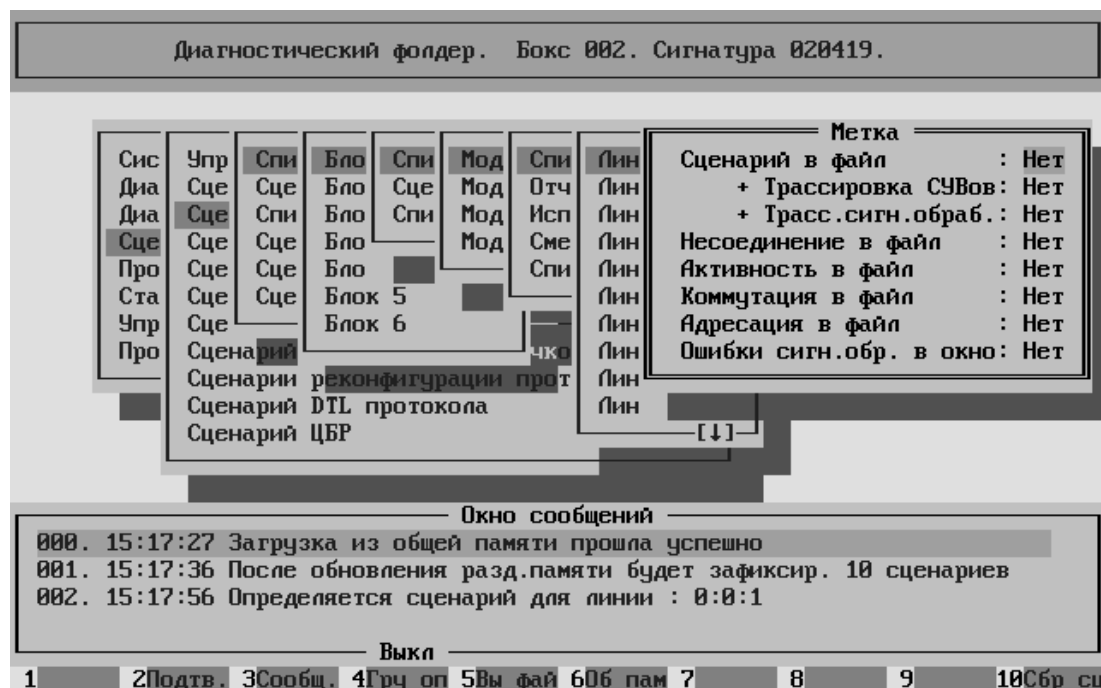 Диагностический фолдер. Бокс 002. Сигнатура 020419.
Метка
Сис Упр Спи Бло Спи Мод Спи Лин Сценарий в файл : Нет
Диа Сце Сце Бло Сце Мод Отч Лин + Трассировка СУВов: Нет
Диа Сце Спи Бло Спи Мод Исп Лин + Трасс.сигн.обраб.: Нет
Сце Сце Сце Бло Мод Сме Лин Несоединение в файл : Нет
Про Сце Сце Бло Спи Лин Активность в файл : Нет
Ста Сце Сце Блок 5 Лин Коммутация в файл : Нет
Упр Сце Блок 6 Лин Адресация в файл : Нет
Про Сценарий чко Лин Ошибки сигн.обр. в окно: Нет
Сценарии реконфигурации прот Лин
Сценарий DTL протокола Лин
Сценарий ЦБР [↓]
Окно сообщений
000. 15:17:27 Загрузка из общей памяти прошла успешно
001. 15:17:36 После обновления разд.памяти будет зафиксир. 10 сценариев
002. 15:17:56 Определяется сценарий для линии : 0:0:1
Выкл
1 2Подтв. 3Сообщ. 4Грч оп 5Вы фай 6Об пам 7 8 9 10Сбр сц